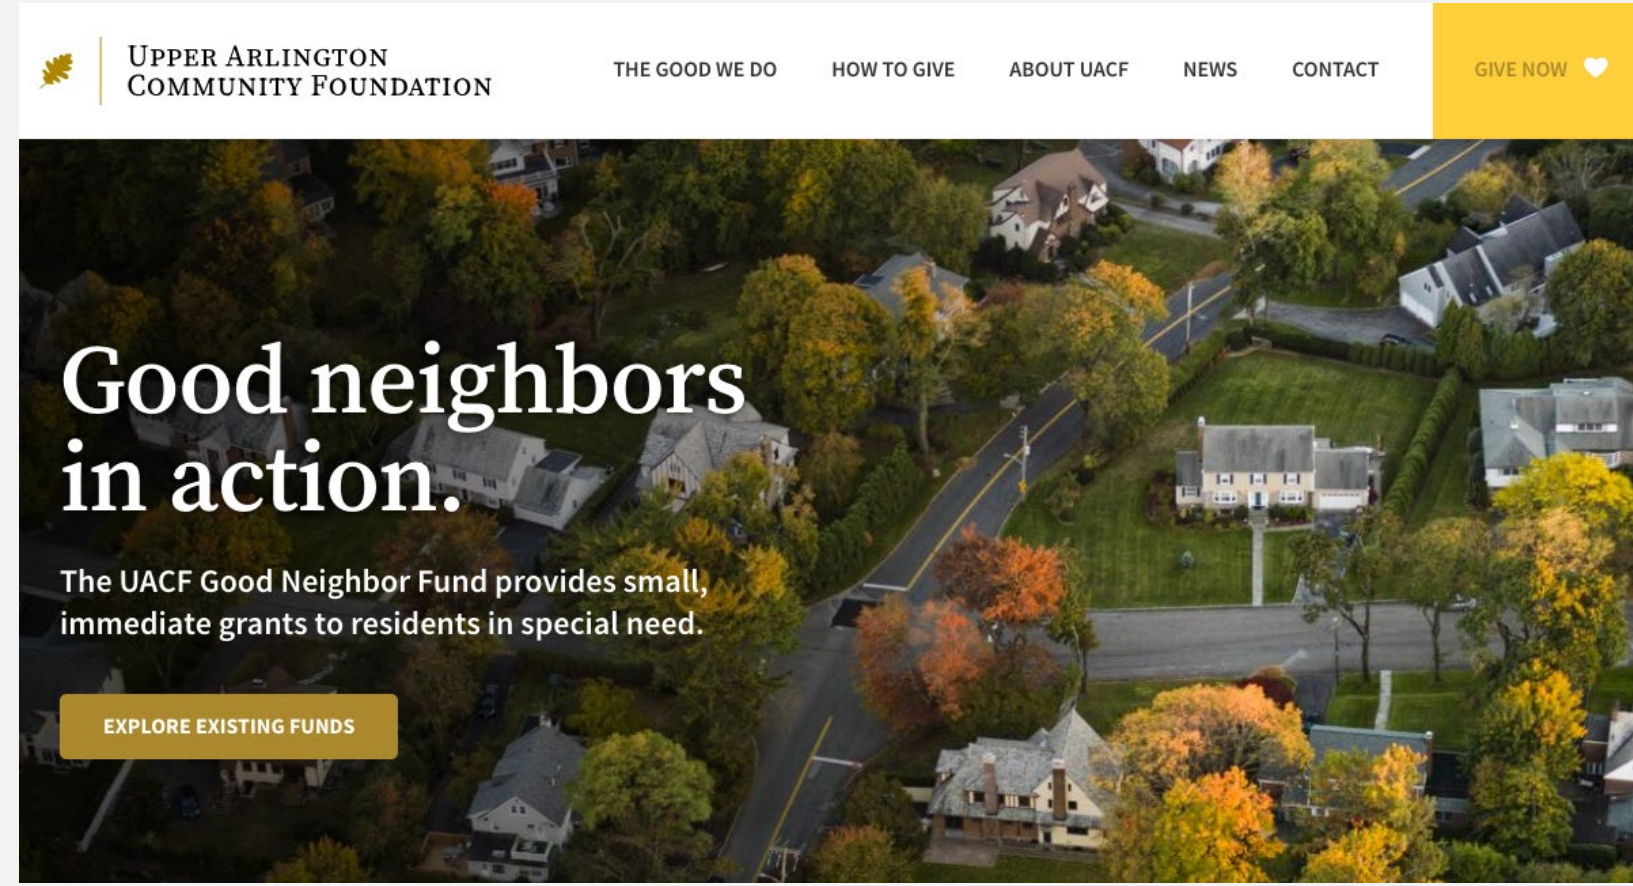 UPPER ARLINGTON
COMMUNITY FOUNDATION
THE GOOD WE DO
HOW TO GIVE
ABOUT UACF
NEWS
CONTACT
GIVE NOW
Good neighbors
in action.
The UACF Good Neighbor Fund provides small,
immediate grants to residents in special need.
EXPLORE EXISTING FUNDS